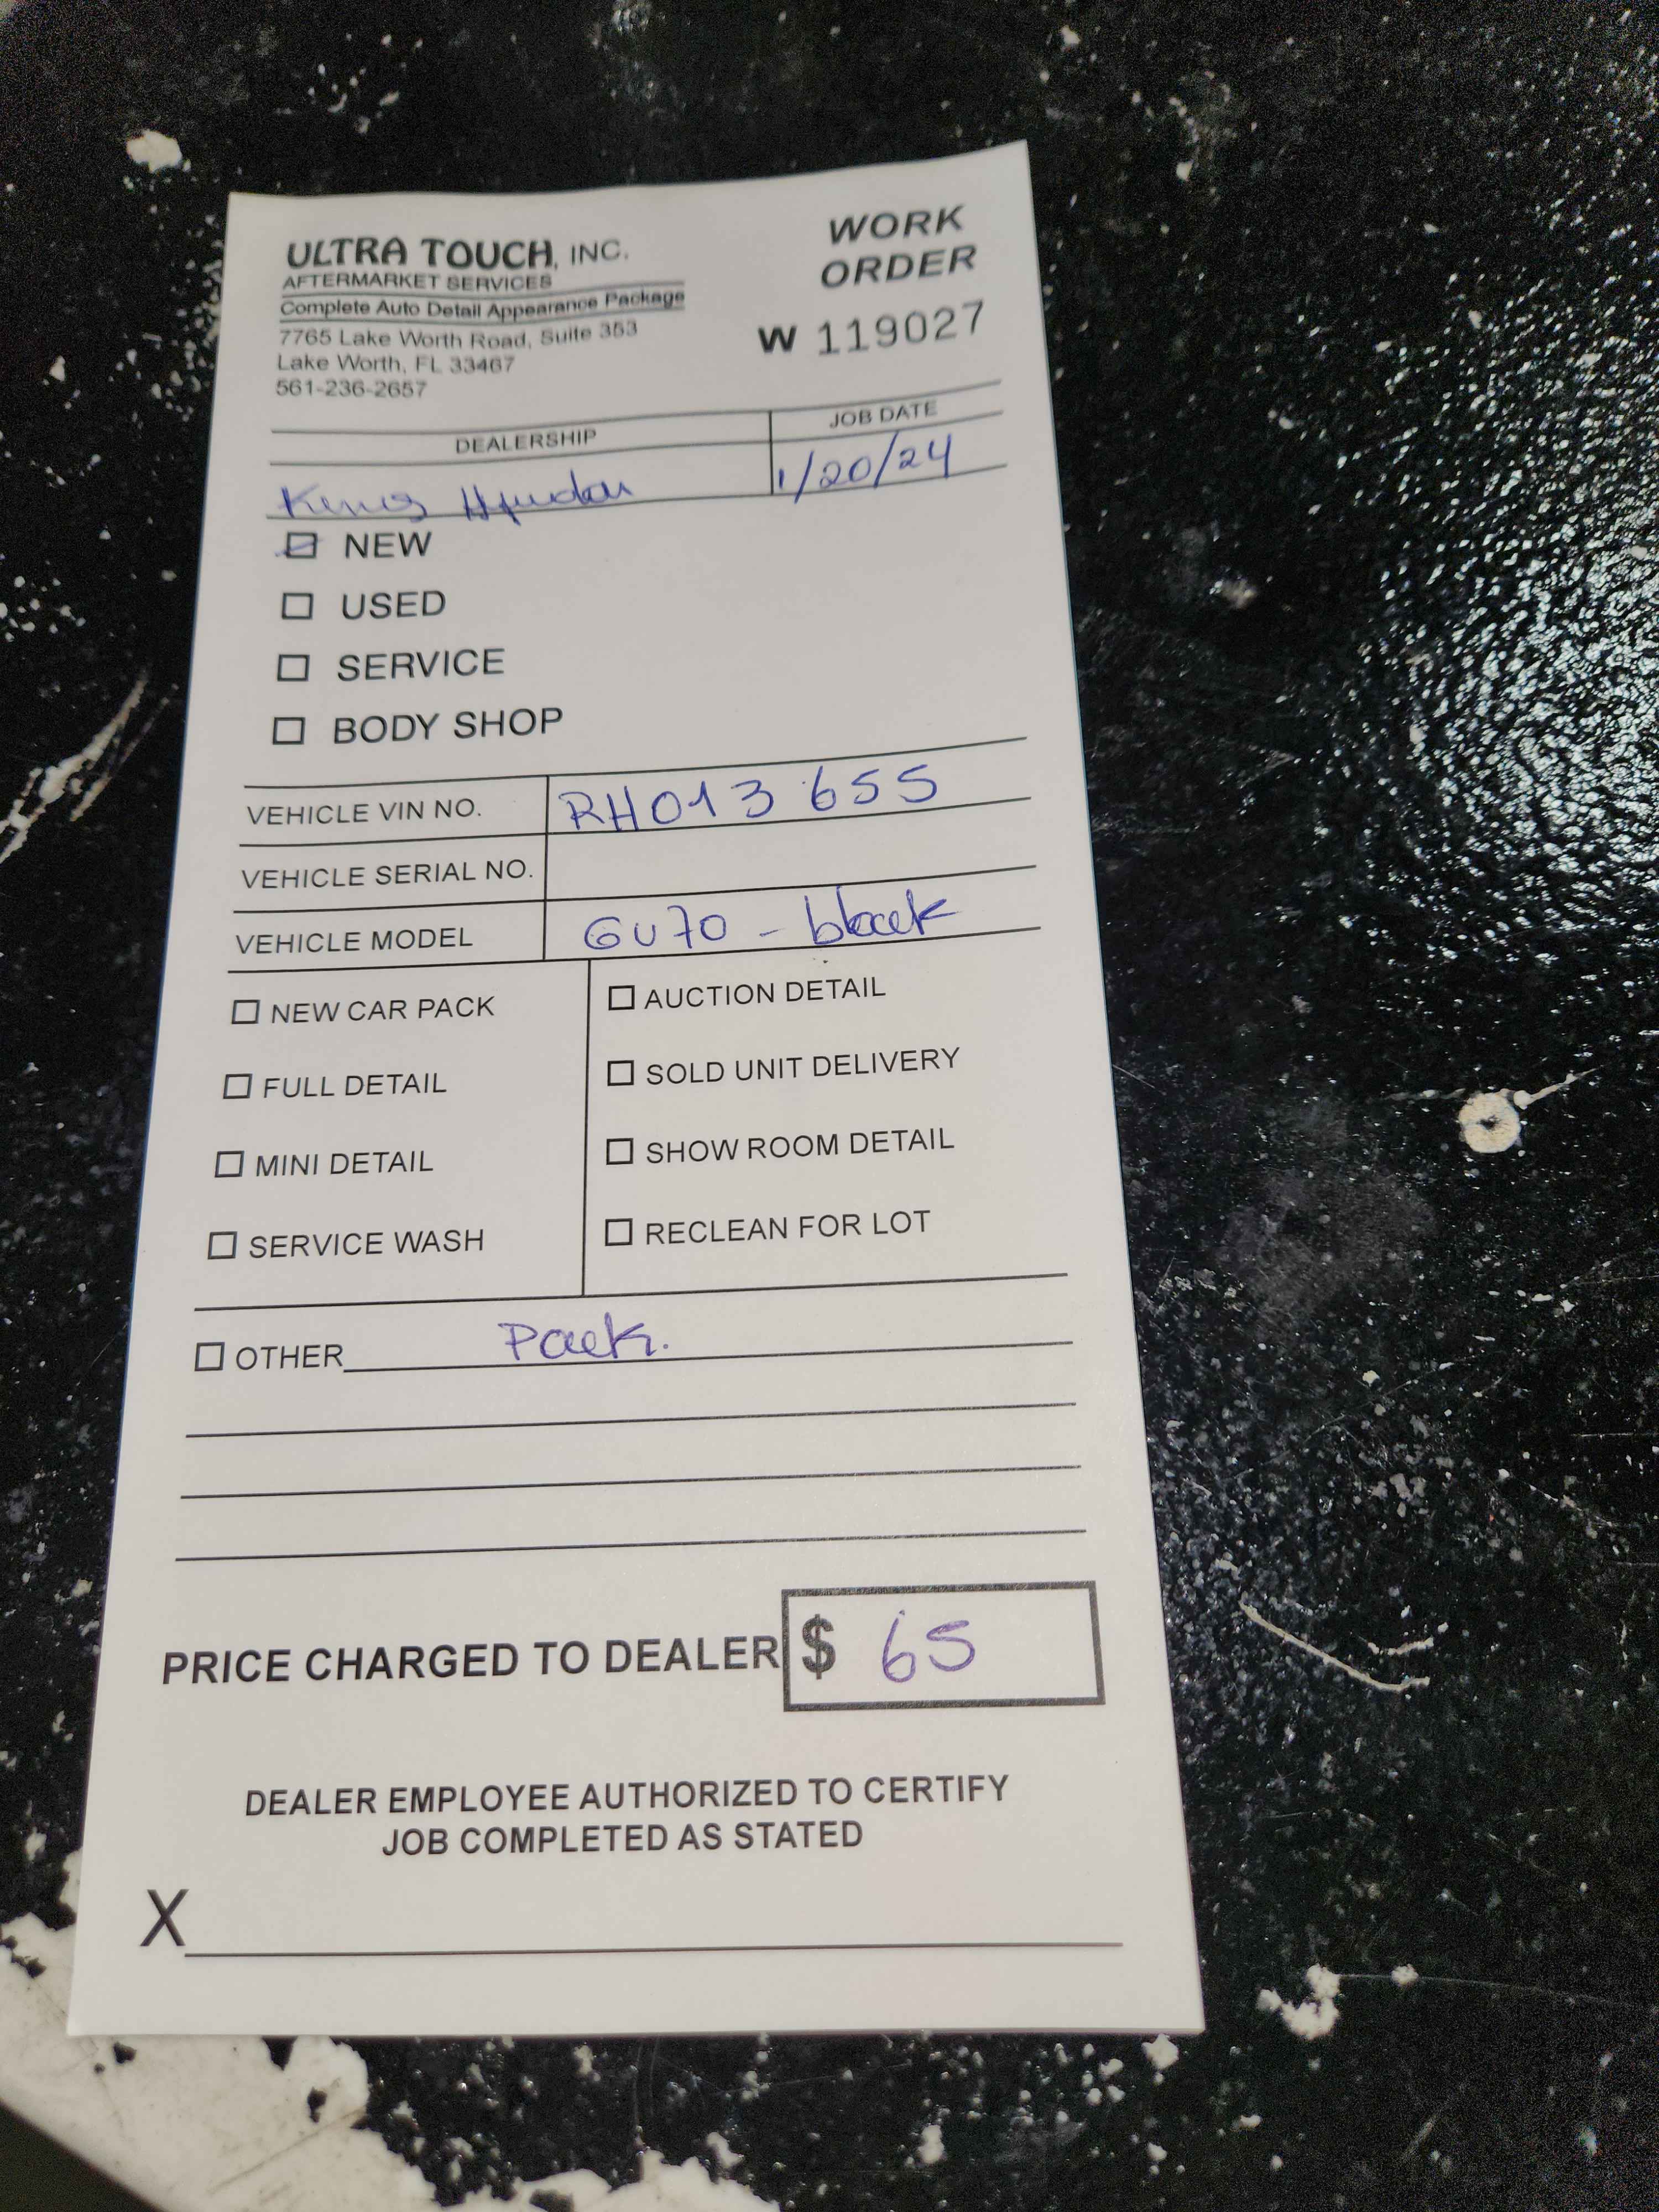 ULTRA TOUCH, INC.
AFTERMARKET SERVICES
Complete Auto Detail Appearance Package
7765 Lake Worth Road, Suite 353
Lake Worth, FL 33467
561-236-2657
WORK
ORDER
W 119027
DEALERSHIP
JOB DATE
1/20/24
NEW
USED
SERVICE
BODY SHOP
VEHICLE VIN NO. RH013655
VEHICLE SERIAL NO.
VEHICLE MODEL GV70 - black
NEW CAR PACK
FULL DETAIL
MINI DETAIL
SERVICE WASH
AUCTION DETAIL
SOLD UNIT DELIVERY
SHOW ROOM DETAIL
RECLEAN FOR LOT
OTHER Pack.
PRICE CHARGED TO DEALER $ 65
DEALER EMPLOYEE AUTHORIZED TO CERTIFY
JOB COMPLETED AS STATED
X